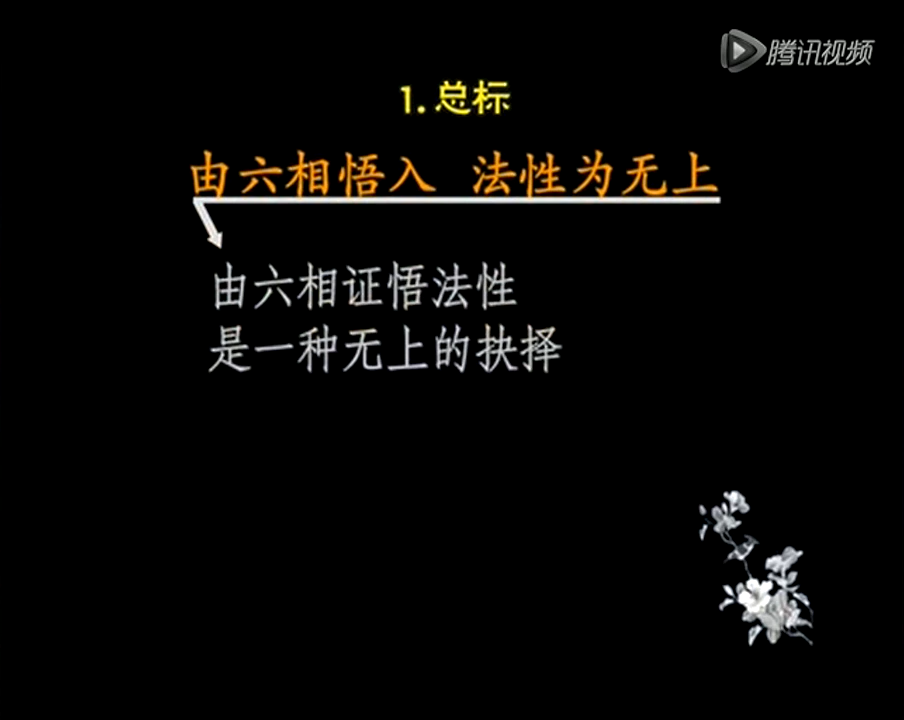 腾讯视频
1.总标
由六相悟入 法性为无上
由六相证悟法性
是一种无上的抉择